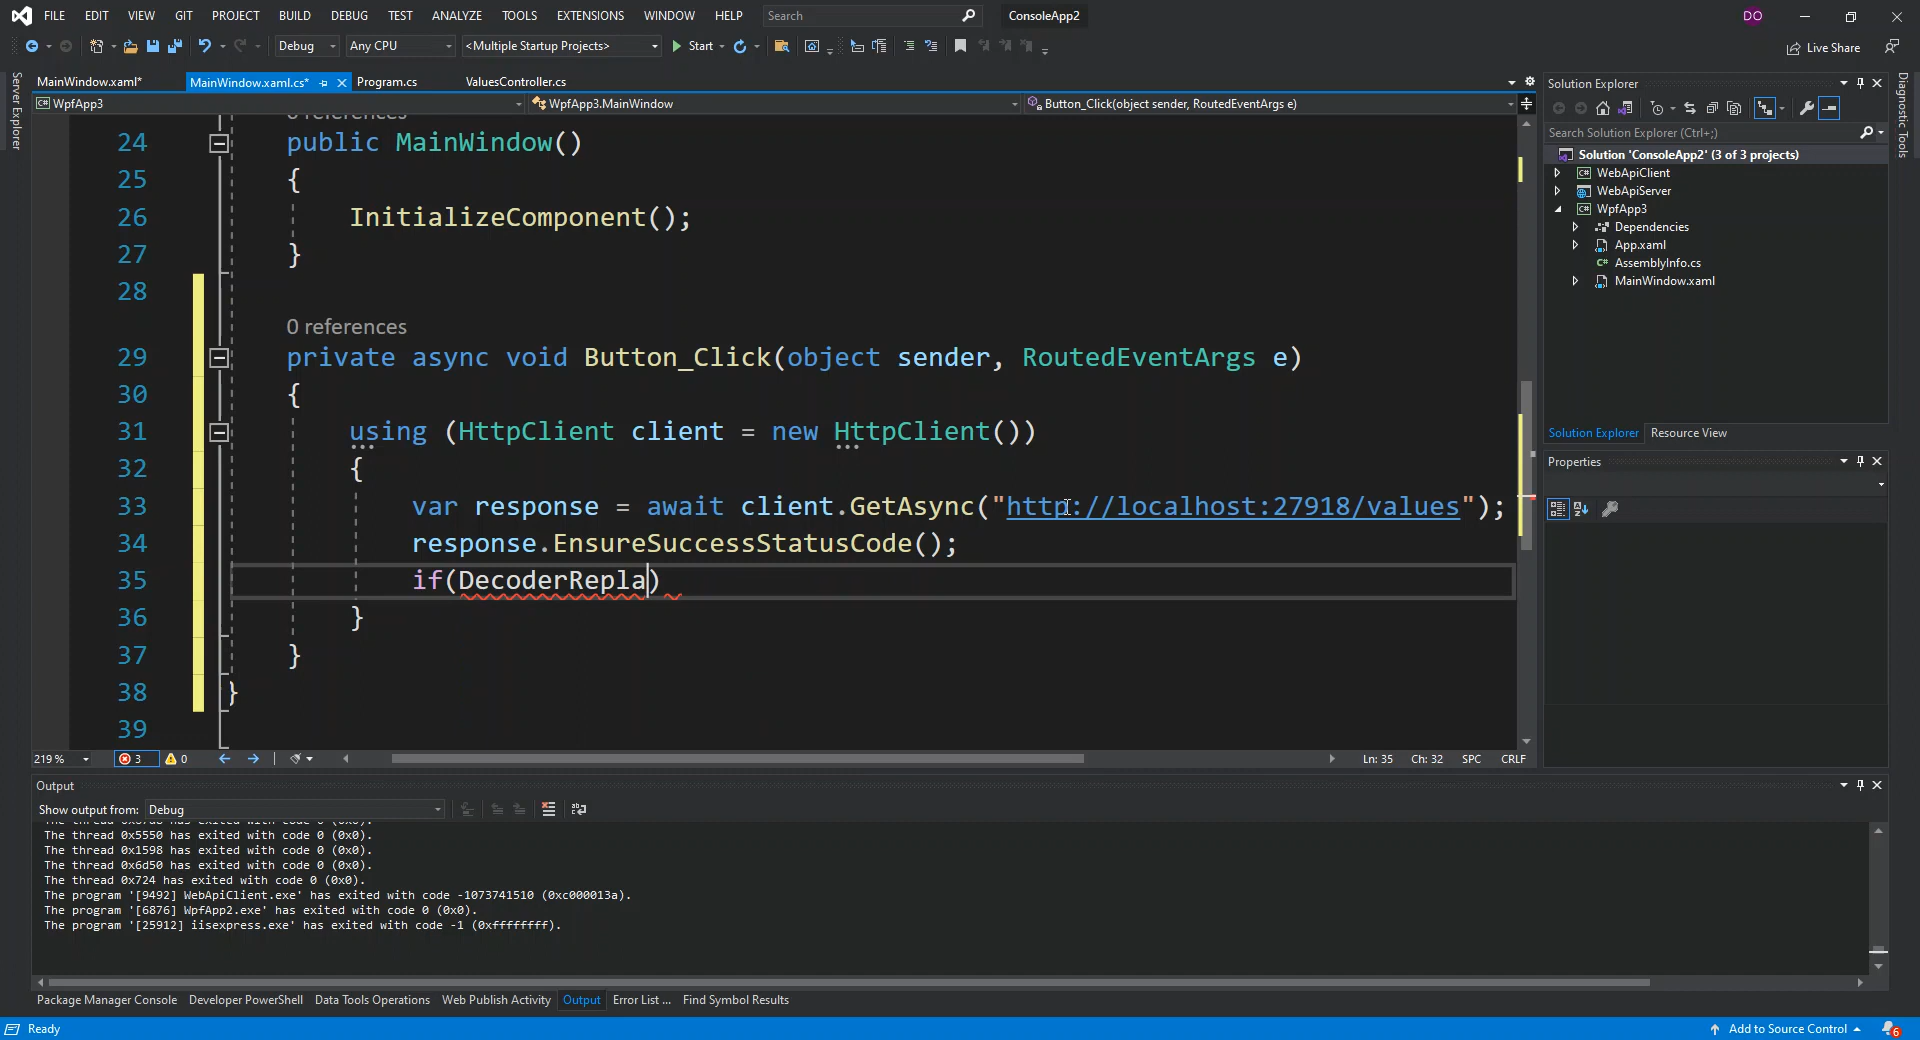 FILE EDIT VIEW GIT PROJECT BUILD DEBUG TEST ANALYZE TOOLS EXTENSIONS WINDOW HELP Search ConsoleApp2 DO
Debug Any CPU <Multiple Startup Projects> Start Live Share
MainWindow.xaml* MainWindow.xaml.cs* Program.cs ValuesController.cs
WpfApp3 WpfApp3.MainWindow Button_Click(object sender, RoutedEventArgs e)
Server Explorer
24 public MainWindow()
25 {
26 InitializeComponent();
27 }
28
0 references
29 private async void Button_Click(object sender, RoutedEventArgs e)
30 {
31 using (HttpClient client = new HttpClient())
32 {
33 var response = await client.GetAsync("http://localhost:27918/values");
34 response.EnsureSuccessStatusCode();
35 if(DecoderRepla)
36 }
37 }
38 }
39
219 % 3 0 Ln: 35 Ch: 32 SPC CRLF
Solution Explorer
Search Solution Explorer (Ctrl+;)
Solution 'ConsoleApp2' (3 of 3 projects)
WebApiClient
WebApiServer
WpfApp3
Dependencies
App.xaml
AssemblyInfo.cs
MainWindow.xaml
Solution Explorer Resource View
Properties
Diagnostic Tools
Output
Show output from: Debug
The thread 0x5550 has exited with code 0 (0x0).
The thread 0x1598 has exited with code 0 (0x0).
The thread 0x6d50 has exited with code 0 (0x0).
The thread 0x724 has exited with code 0 (0x0).
The program '[9492] WebApiClient.exe' has exited with code -1073741510 (0xc000013a).
The program '[6876] WpfApp2.exe' has exited with code 0 (0x0).
The program '[25912] iisexpress.exe' has exited with code -1 (0xffffffff).
Package Manager Console Developer PowerShell Data Tools Operations Web Publish Activity Output Error List ... Find Symbol Results
Ready Add to Source Control 6